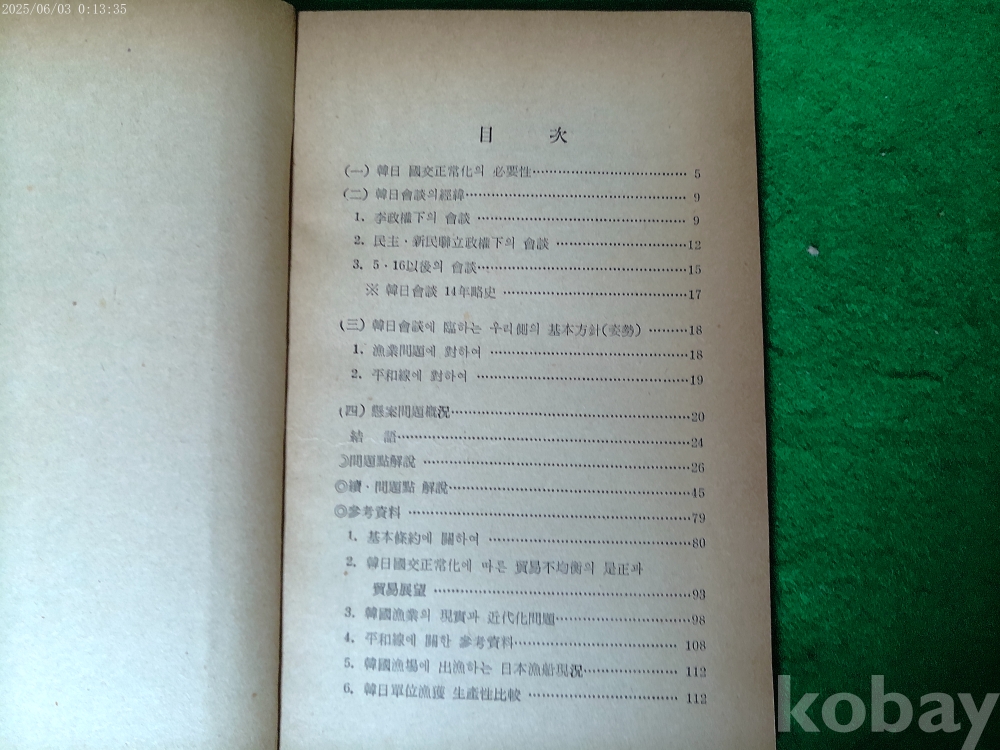 2025/06/03 0:13:35
目 次
(一) 韓日 國交正常化의 必要性……………………………… 5
(二) 韓日會談의經緯……………………………………… 9
1. 李政權下의 會談 ……………………………………… 9
2. 民主·新民聯立政權下의 會談 ………………………12
3. 5·16以後의 會談………………………………………15
※ 韓日會談 14年略史 …………………………………17
(三) 韓日會談에 臨하는 우리側의 基本方針(姿勢) ………18
1. 漁業問題에 對하여 ……………………………………18
2. 平和線에 對하여 ………………………………………19
(四) 懸案問題槪況………………………………………………20
結 語……………………………………………………………24
◎問題點解說 ……………………………………………………26
◎續·問題點 解說………………………………………………45
◎參考資料 ………………………………………………………79
1. 基本條約에 關하여 ……………………………………80
2. 韓日國交正常化에 따른 貿易不均衡의 是正과
貿易展望 ……………………………………………………93
3. 韓國漁業의 現實과 近代化問題…………………………98
4. 平和線에 關한 參考資料………………………………… 108
5. 韓國漁場에 出漁하는 日本漁船現況………………… 112
6. 韓日單位漁獲 生産性比較 ……………………………… 112
kobay